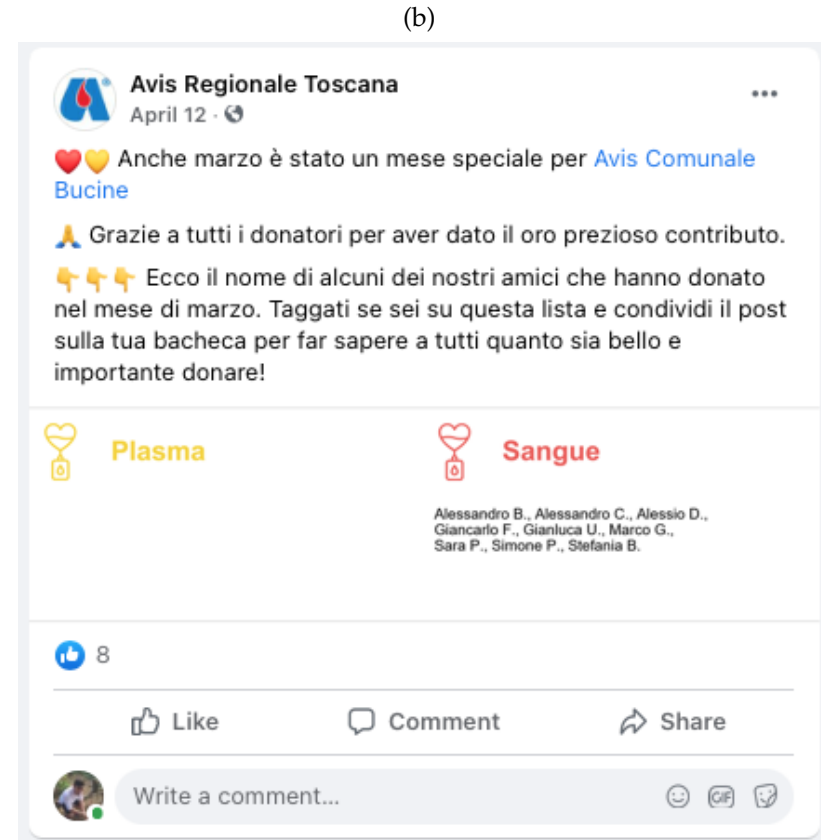 (b)
Avis Regionale Toscana
April 12 ·
❤️💛 Anche marzo è stato un mese speciale per Avis Comunale
Bucine
🙏 Grazie a tutti i donatori per aver dato il oro prezioso contributo.
👇👇👇 Ecco il nome di alcuni dei nostri amici che hanno donato
nel mese di marzo. Taggati se sei su questa lista e condividi il post
sulla tua bacheca per far sapere a tutti quanto sia bello e
importante donare!
Plasma
Sangue
Alessandro B., Alessandro C., Alessio D.,
Giancarlo F., Gianluca U., Marco G.,
Sara P., Simone P., Stefania B.
8
Like
Comment
Share
Write a comment...
GIF